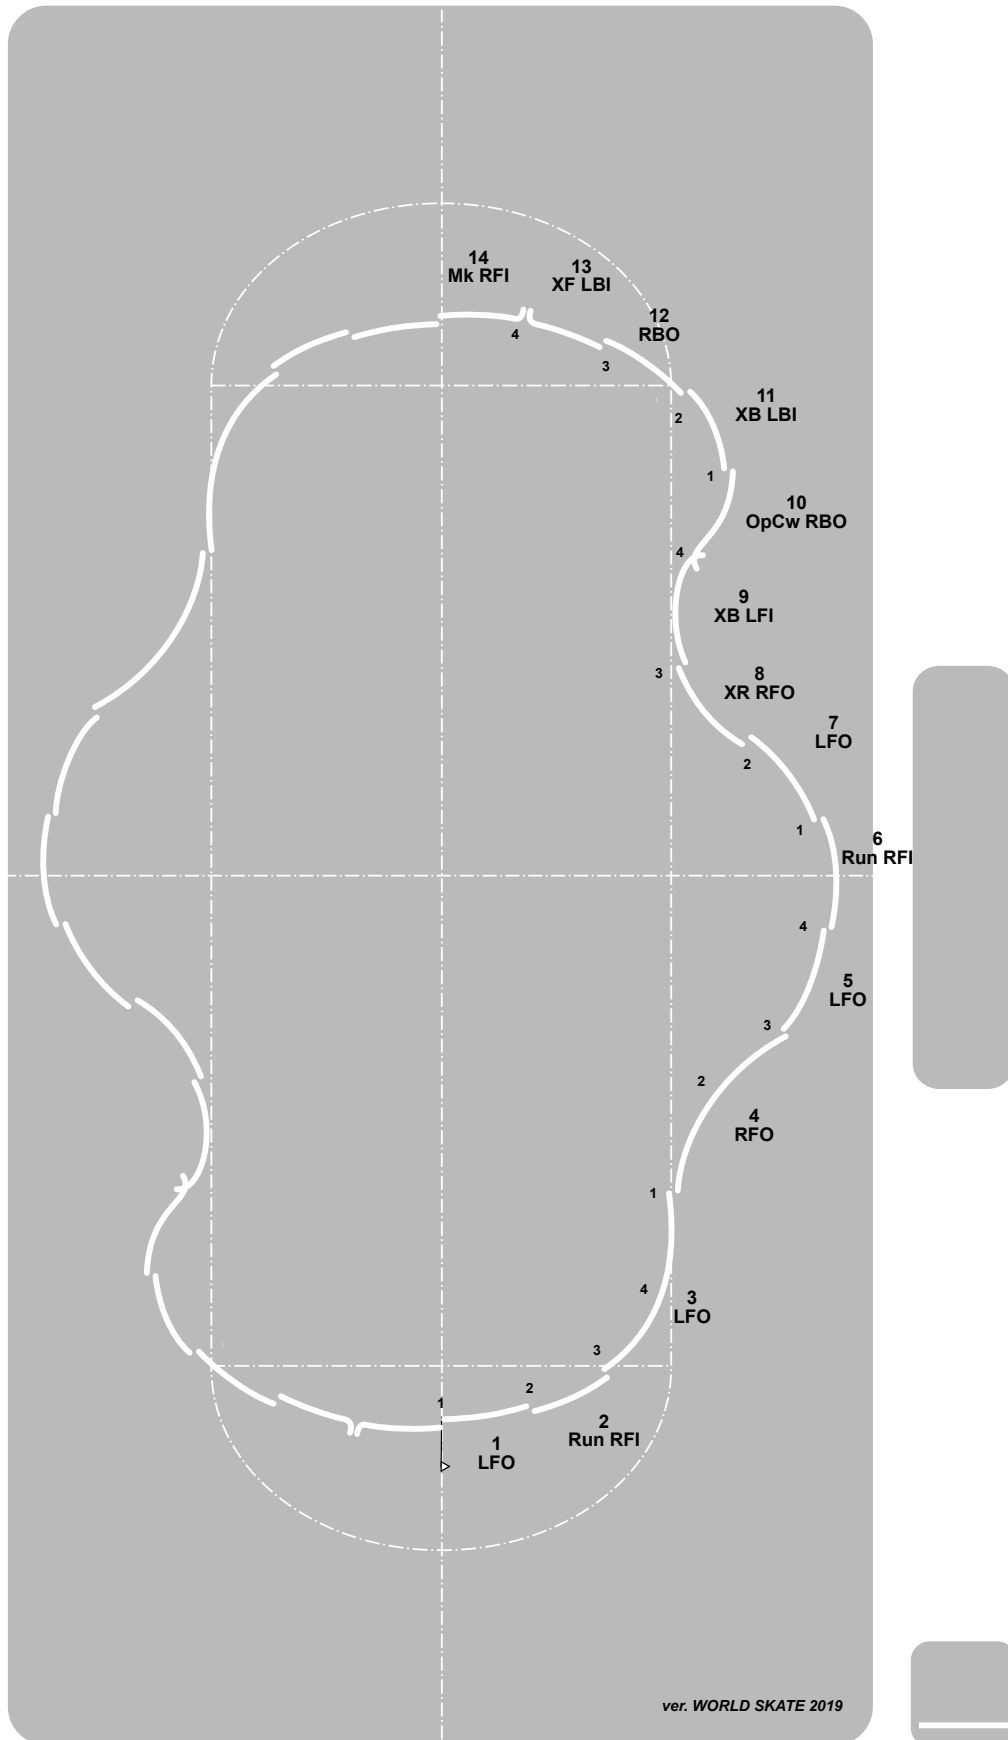 14
Mk RFI
13
XF LBI
12
RBO
4
3
11
XB LBI
2
1
10
OpCw RBO
4
9
XB LFI
3
8
XR RFO
7
LFO
2
1
6
Run RFI
4
5
LFO
3
2
4
RFO
1
4
3
LFO
3
2
1
2
Run RFI
1
LFO
ver. WORLD SKATE 2019